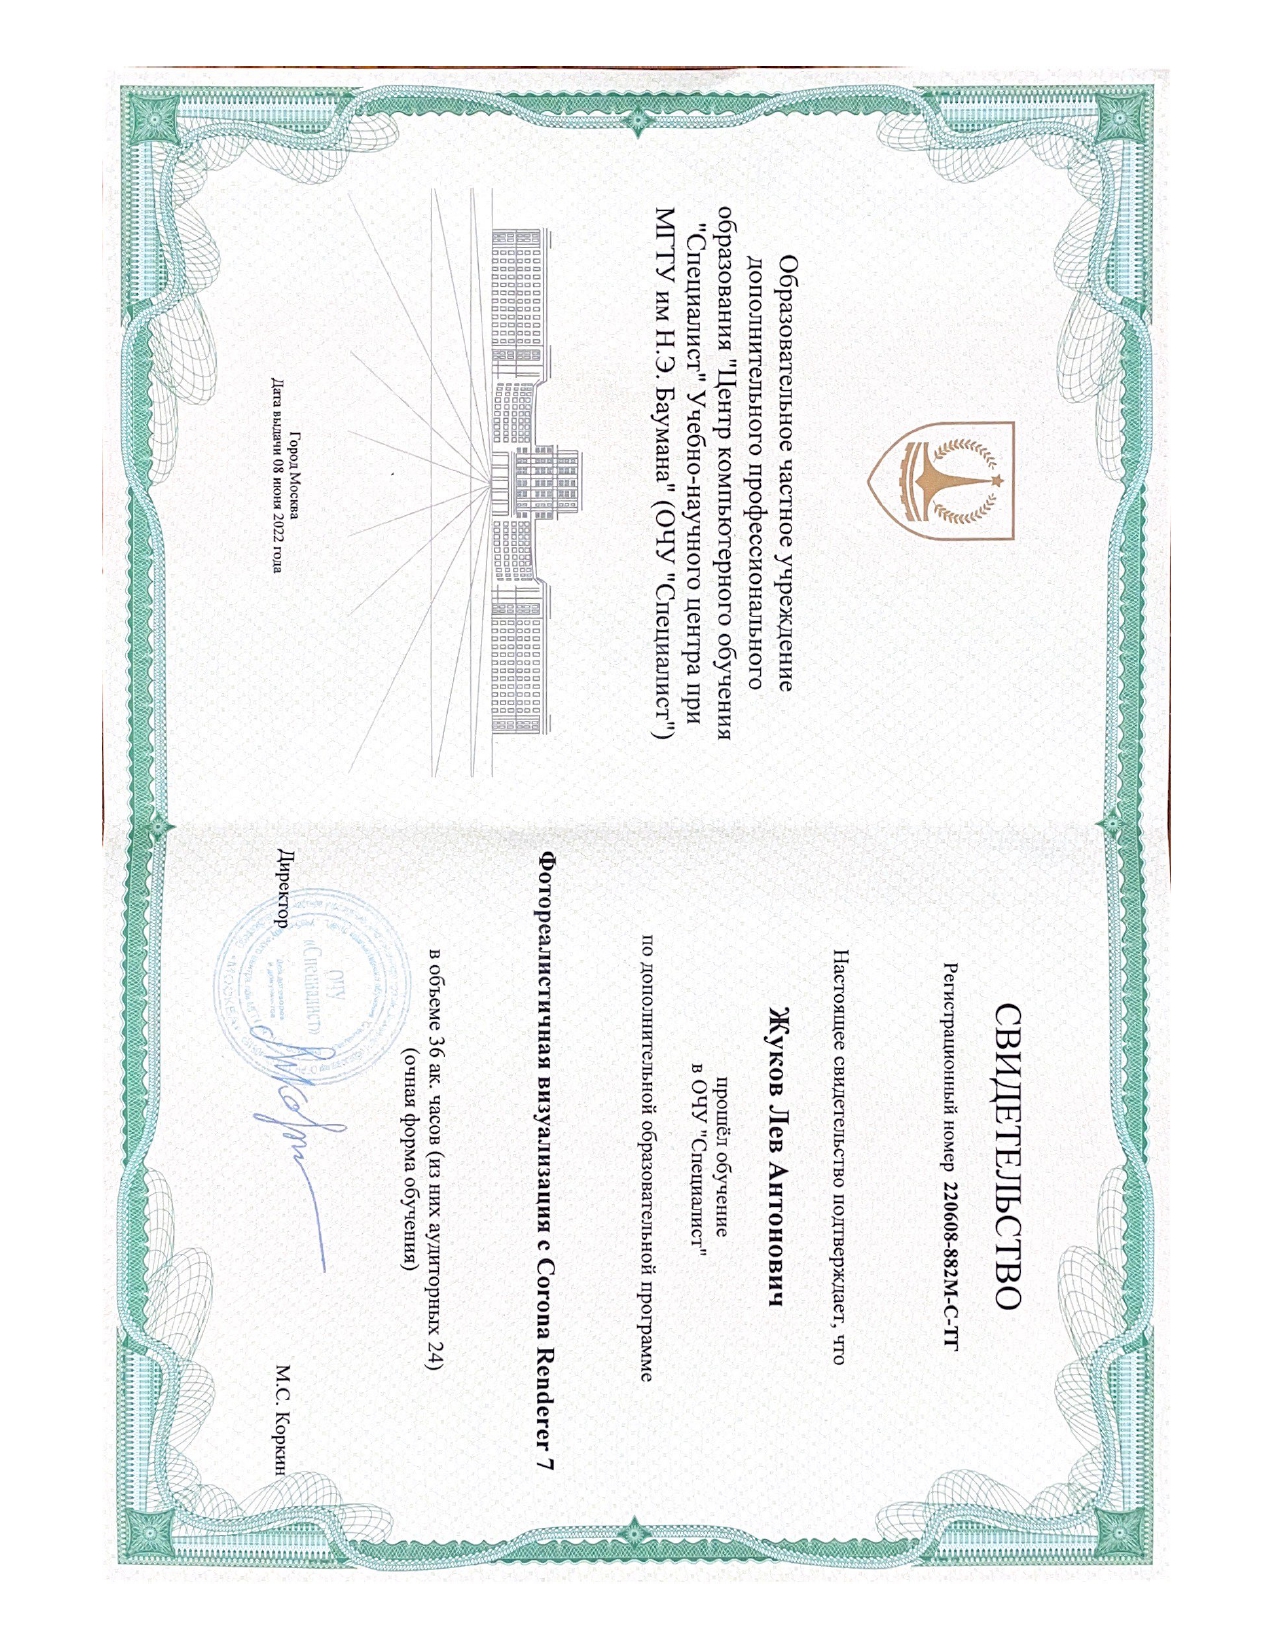 Образовательное частное учреждение
дополнительного профессионального
образования "Центр компьютерного обучения
"Специалист" Учебно-научного центра при
МГТУ им Н.Э. Баумана" (ОЧУ "Специалист")
Город Москва
Дата выдачи 08 июня 2022 года
СВИДЕТЕЛЬСТВО
Регистрационный номер 220608-882М-С-ТГ
Настоящее свидетельство подтверждает, что
Жуков Лев Антонович
прошёл обучение
в ОЧУ "Специалист"
по дополнительной образовательной программе
Фотореалистичная визуализация с Corona Renderer 7
в объеме 36 ак. часов (из них аудиторных 24)
(очная форма обучения)
ОЧУ
«Специалист»
Для договоров
и документов
МОСКВА
Директор
М.С. Коркин